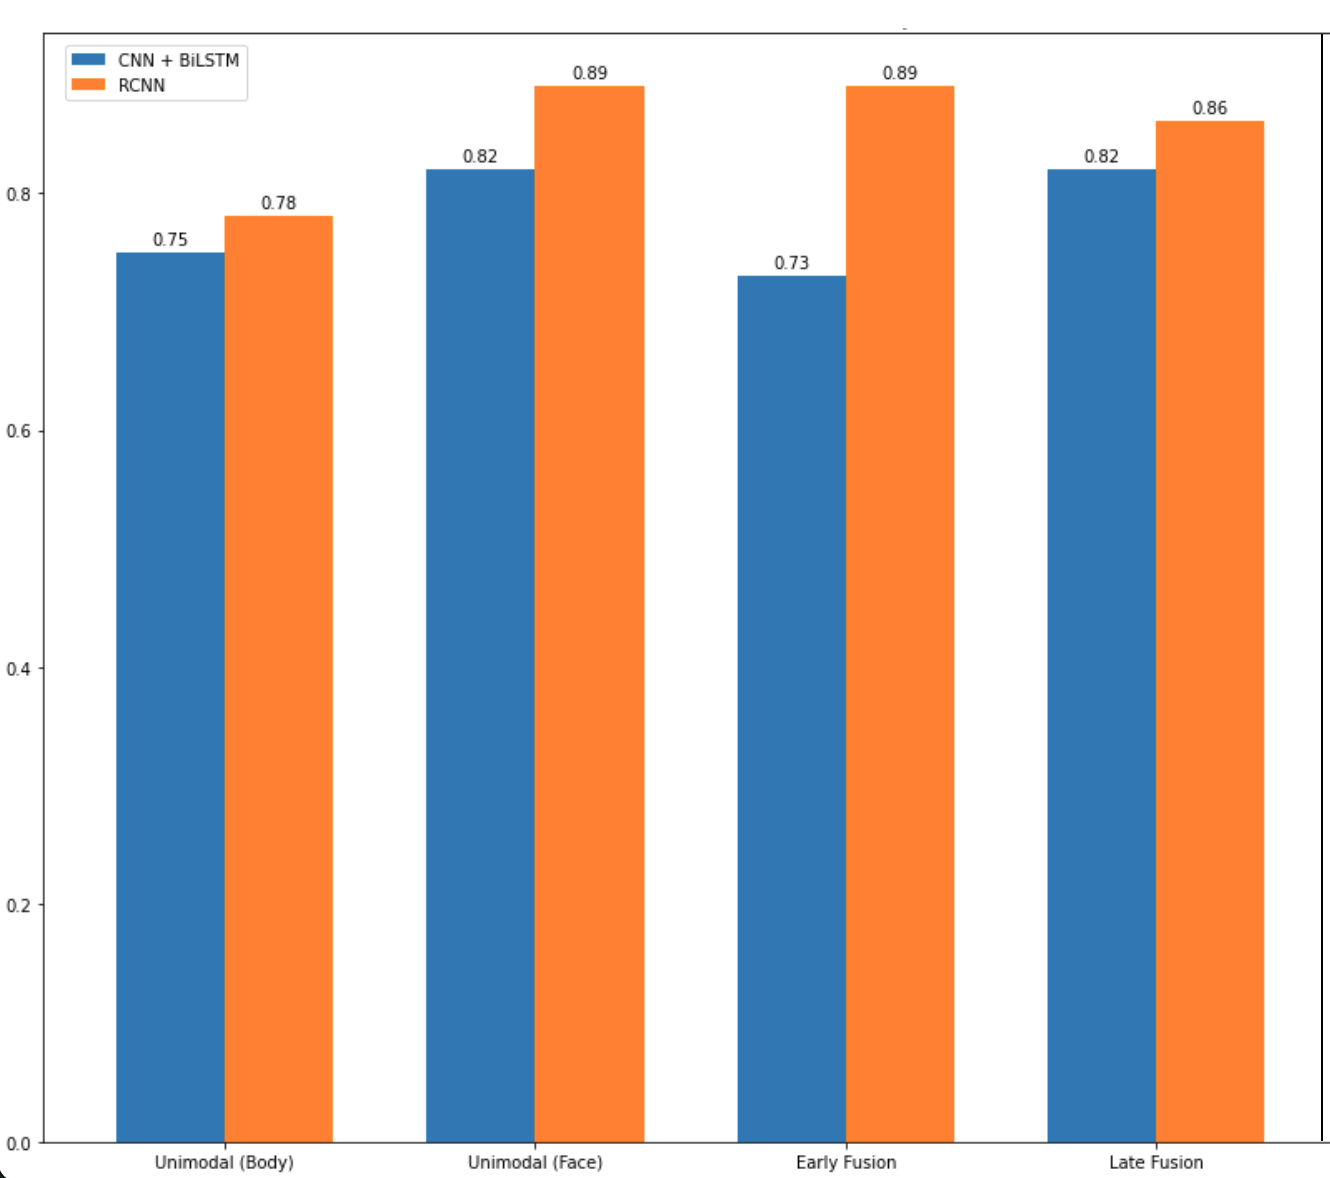 CNN + BiLSTM
RCNN
0.89
0.89
0.86
0.82
0.82
0.8
0.78
0.75
0.73
0.6
0.4
0.2
0.0
Unimodal (Body)
Unimodal (Face)
Early Fusion
Late Fusion